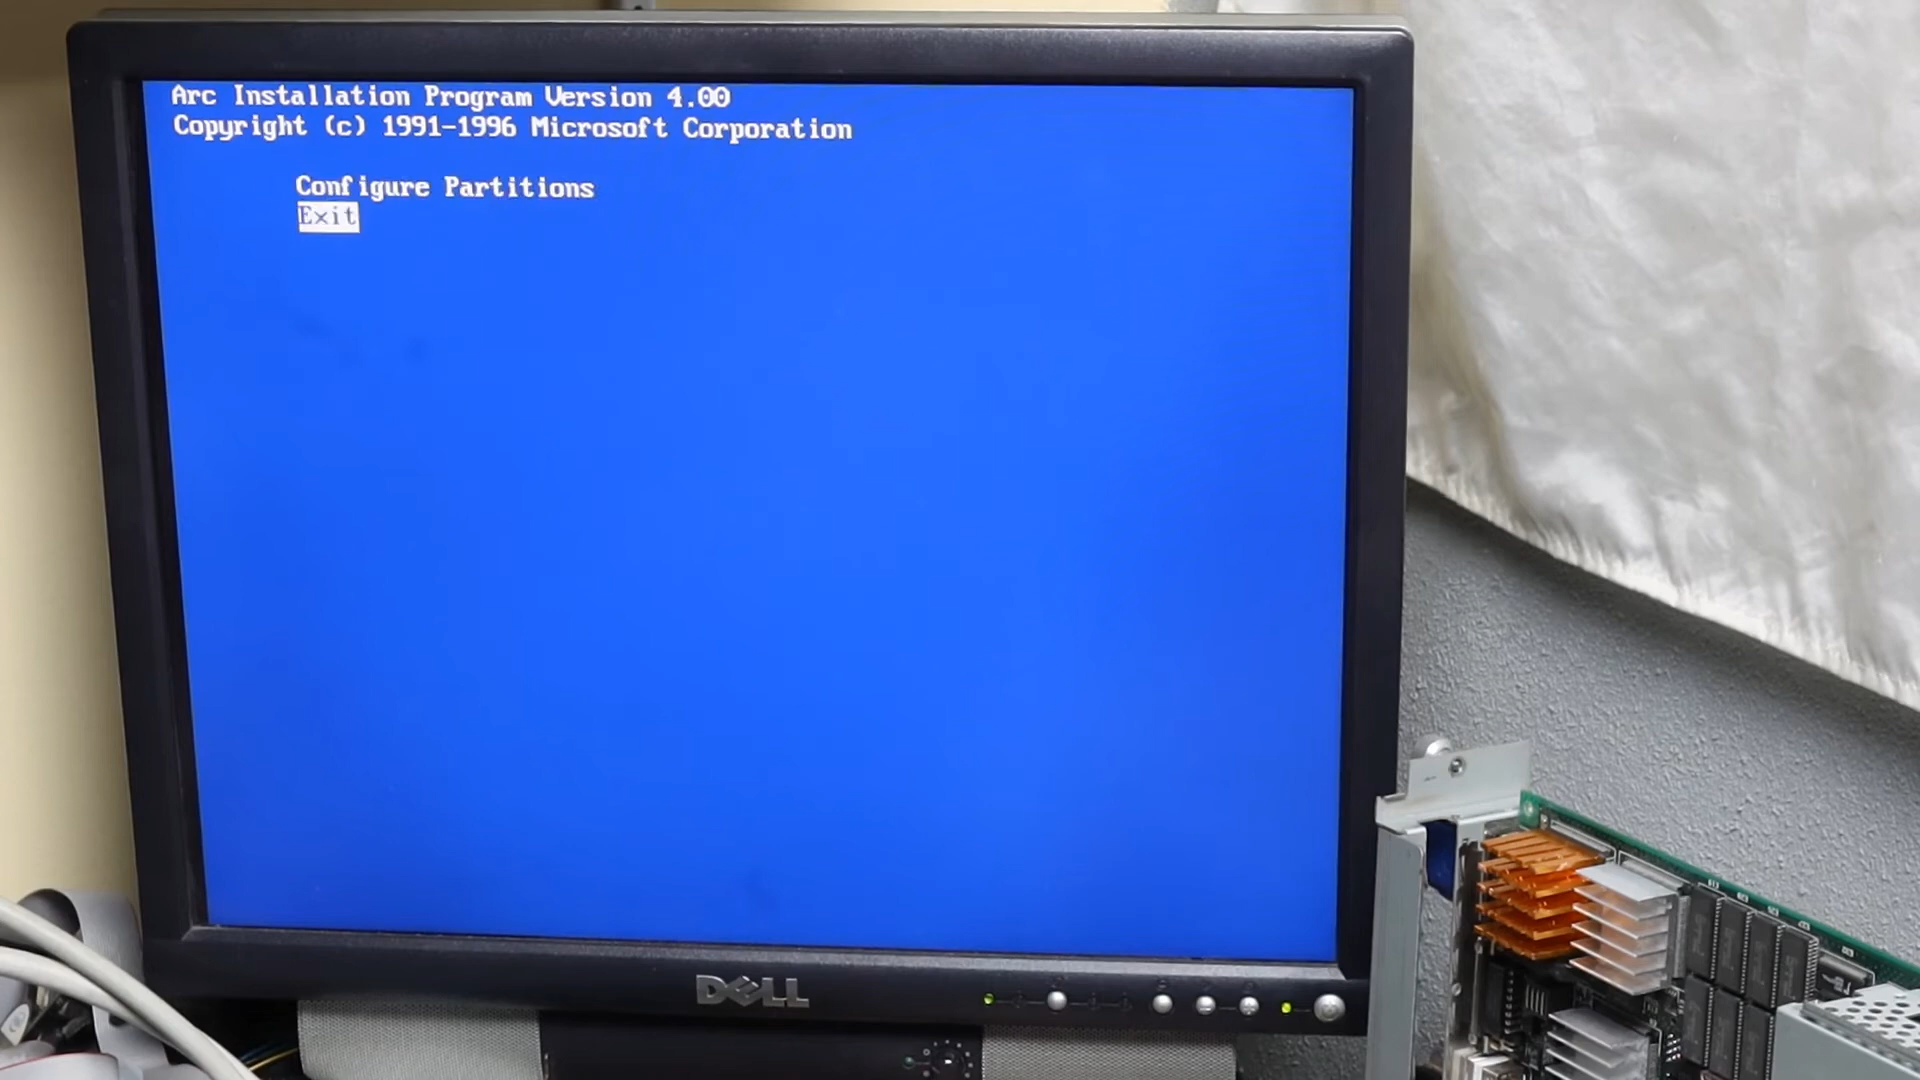 Arc Installation Program Version 4.00
Copyright (c) 1991-1996 Microsoft Corporation
Configure Partitions
Exit
DELL